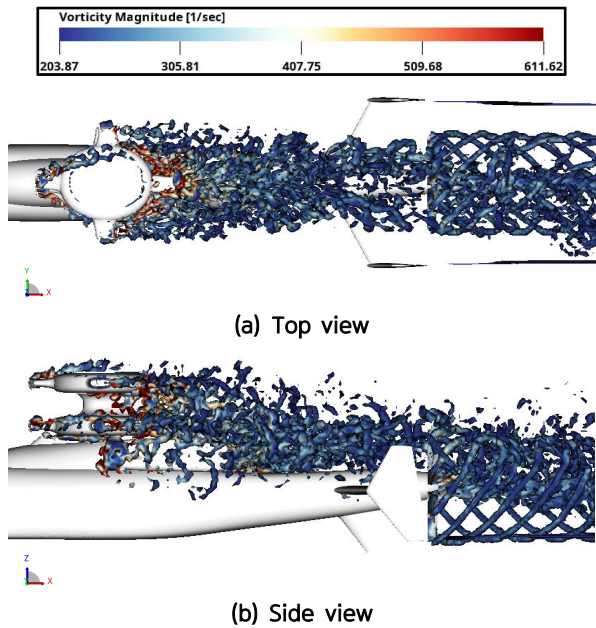 Vorticity Magnitude [1/sec]
203.87 305.81 407.75 509.68 611.62
Y
Z X
(a) Top view
Z
Y X
(b) Side view